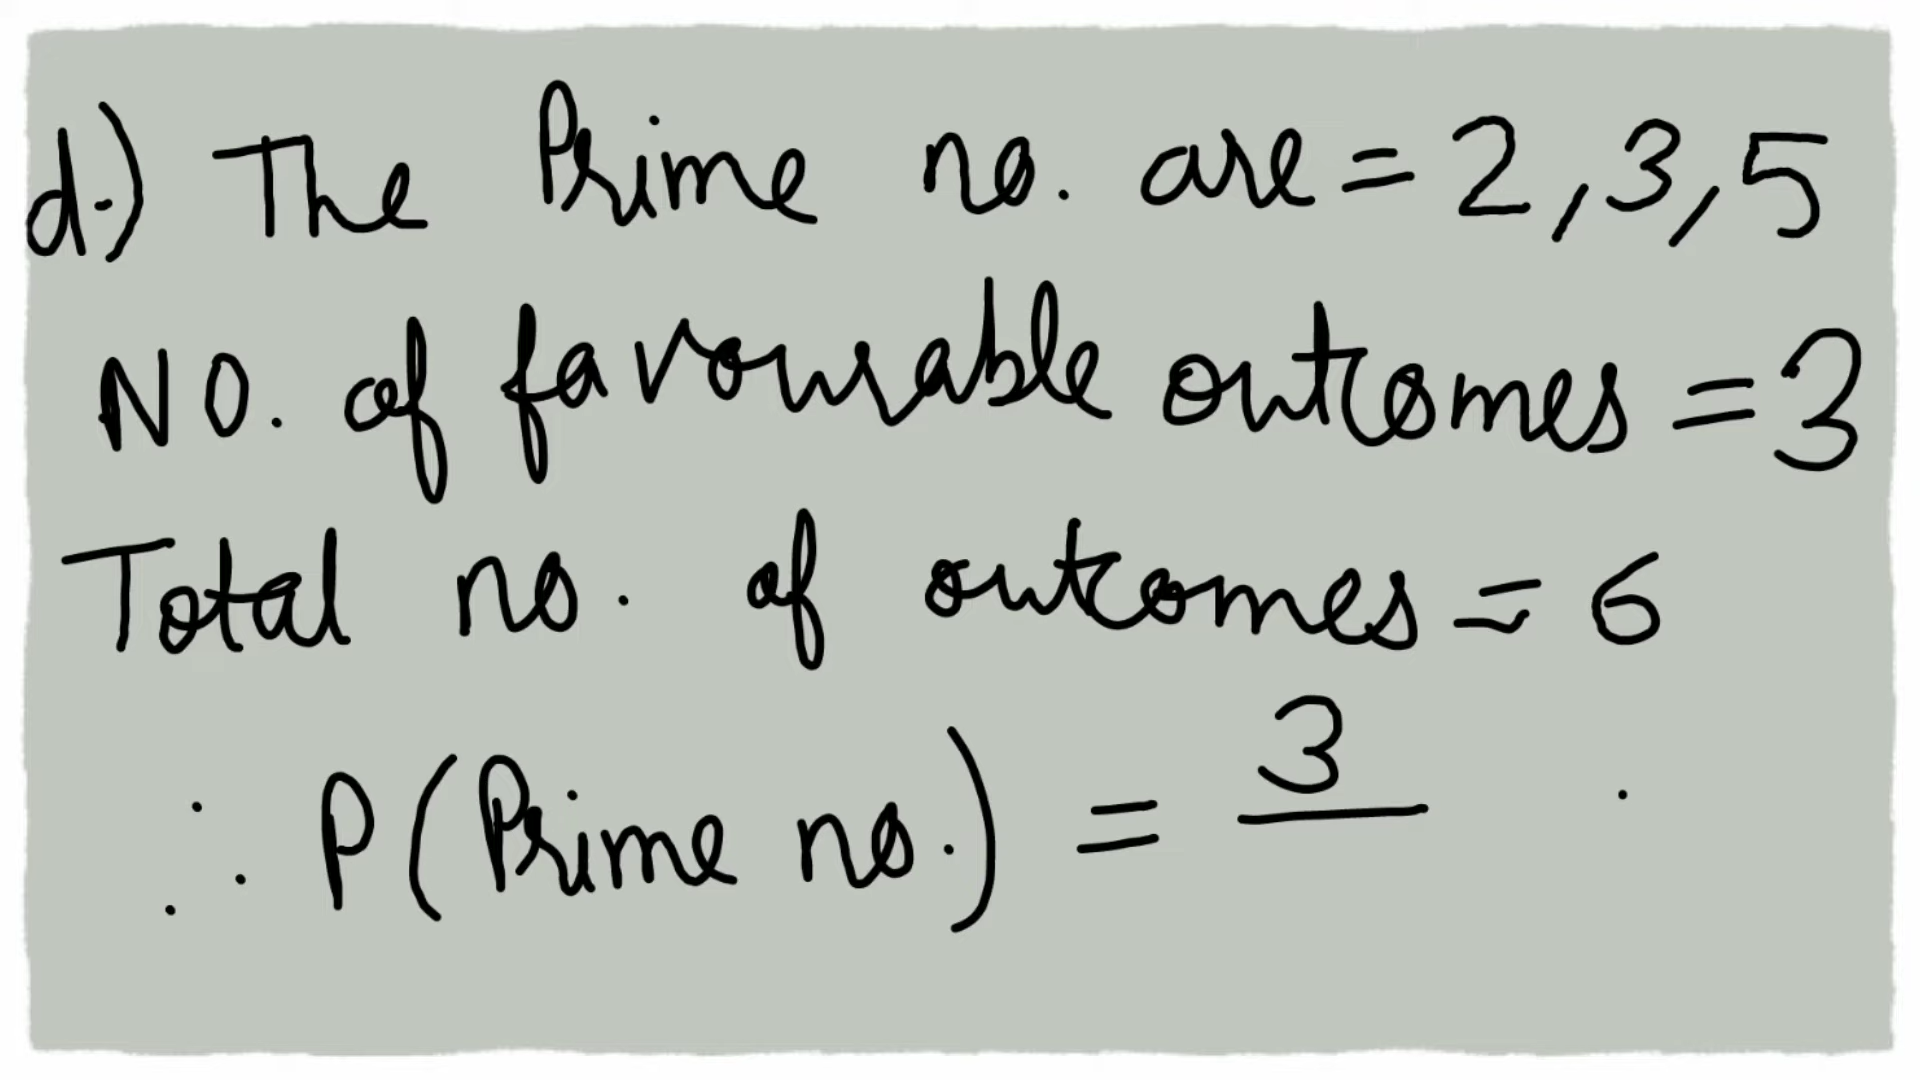 d.) The Prime no. are = 2, 3, 5
NO. of favourable outcomes = 3
Total no. of outcomes = 6
∴ P(Prime no.) = 3/